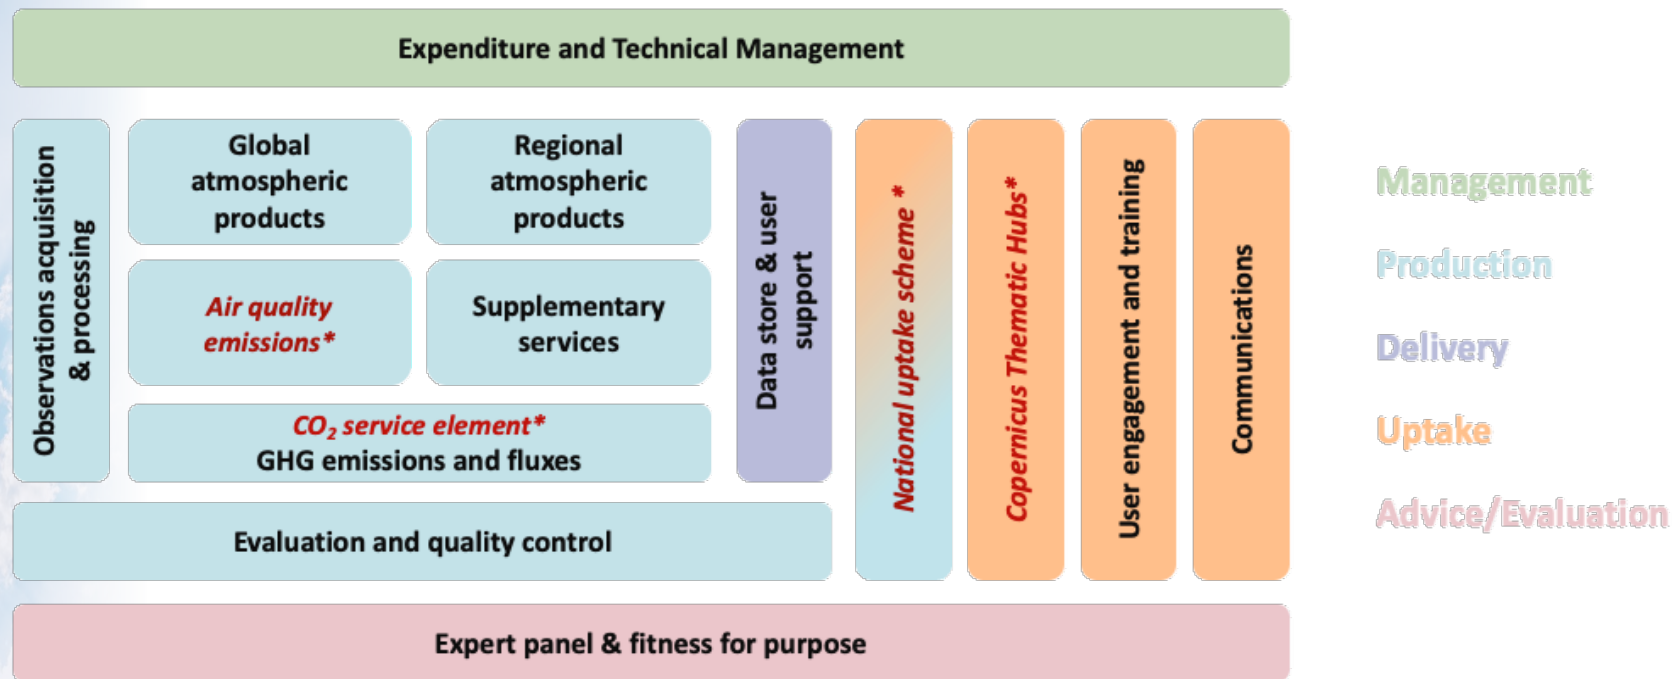 Expenditure and Technical Management
Observations acquisition
& processing
Global
atmospheric
products
Regional
atmospheric
products
Air quality
emissions*
Supplementary
services
CO₂ service element*
GHG emissions and fluxes
Data store & user
support
National uptake scheme *
Copernicus Thematic Hubs*
User engagement and training
Communications
Evaluation and quality control
Expert panel & fitness for purpose
Management
Production
Delivery
Uptake
Advice/Evaluation